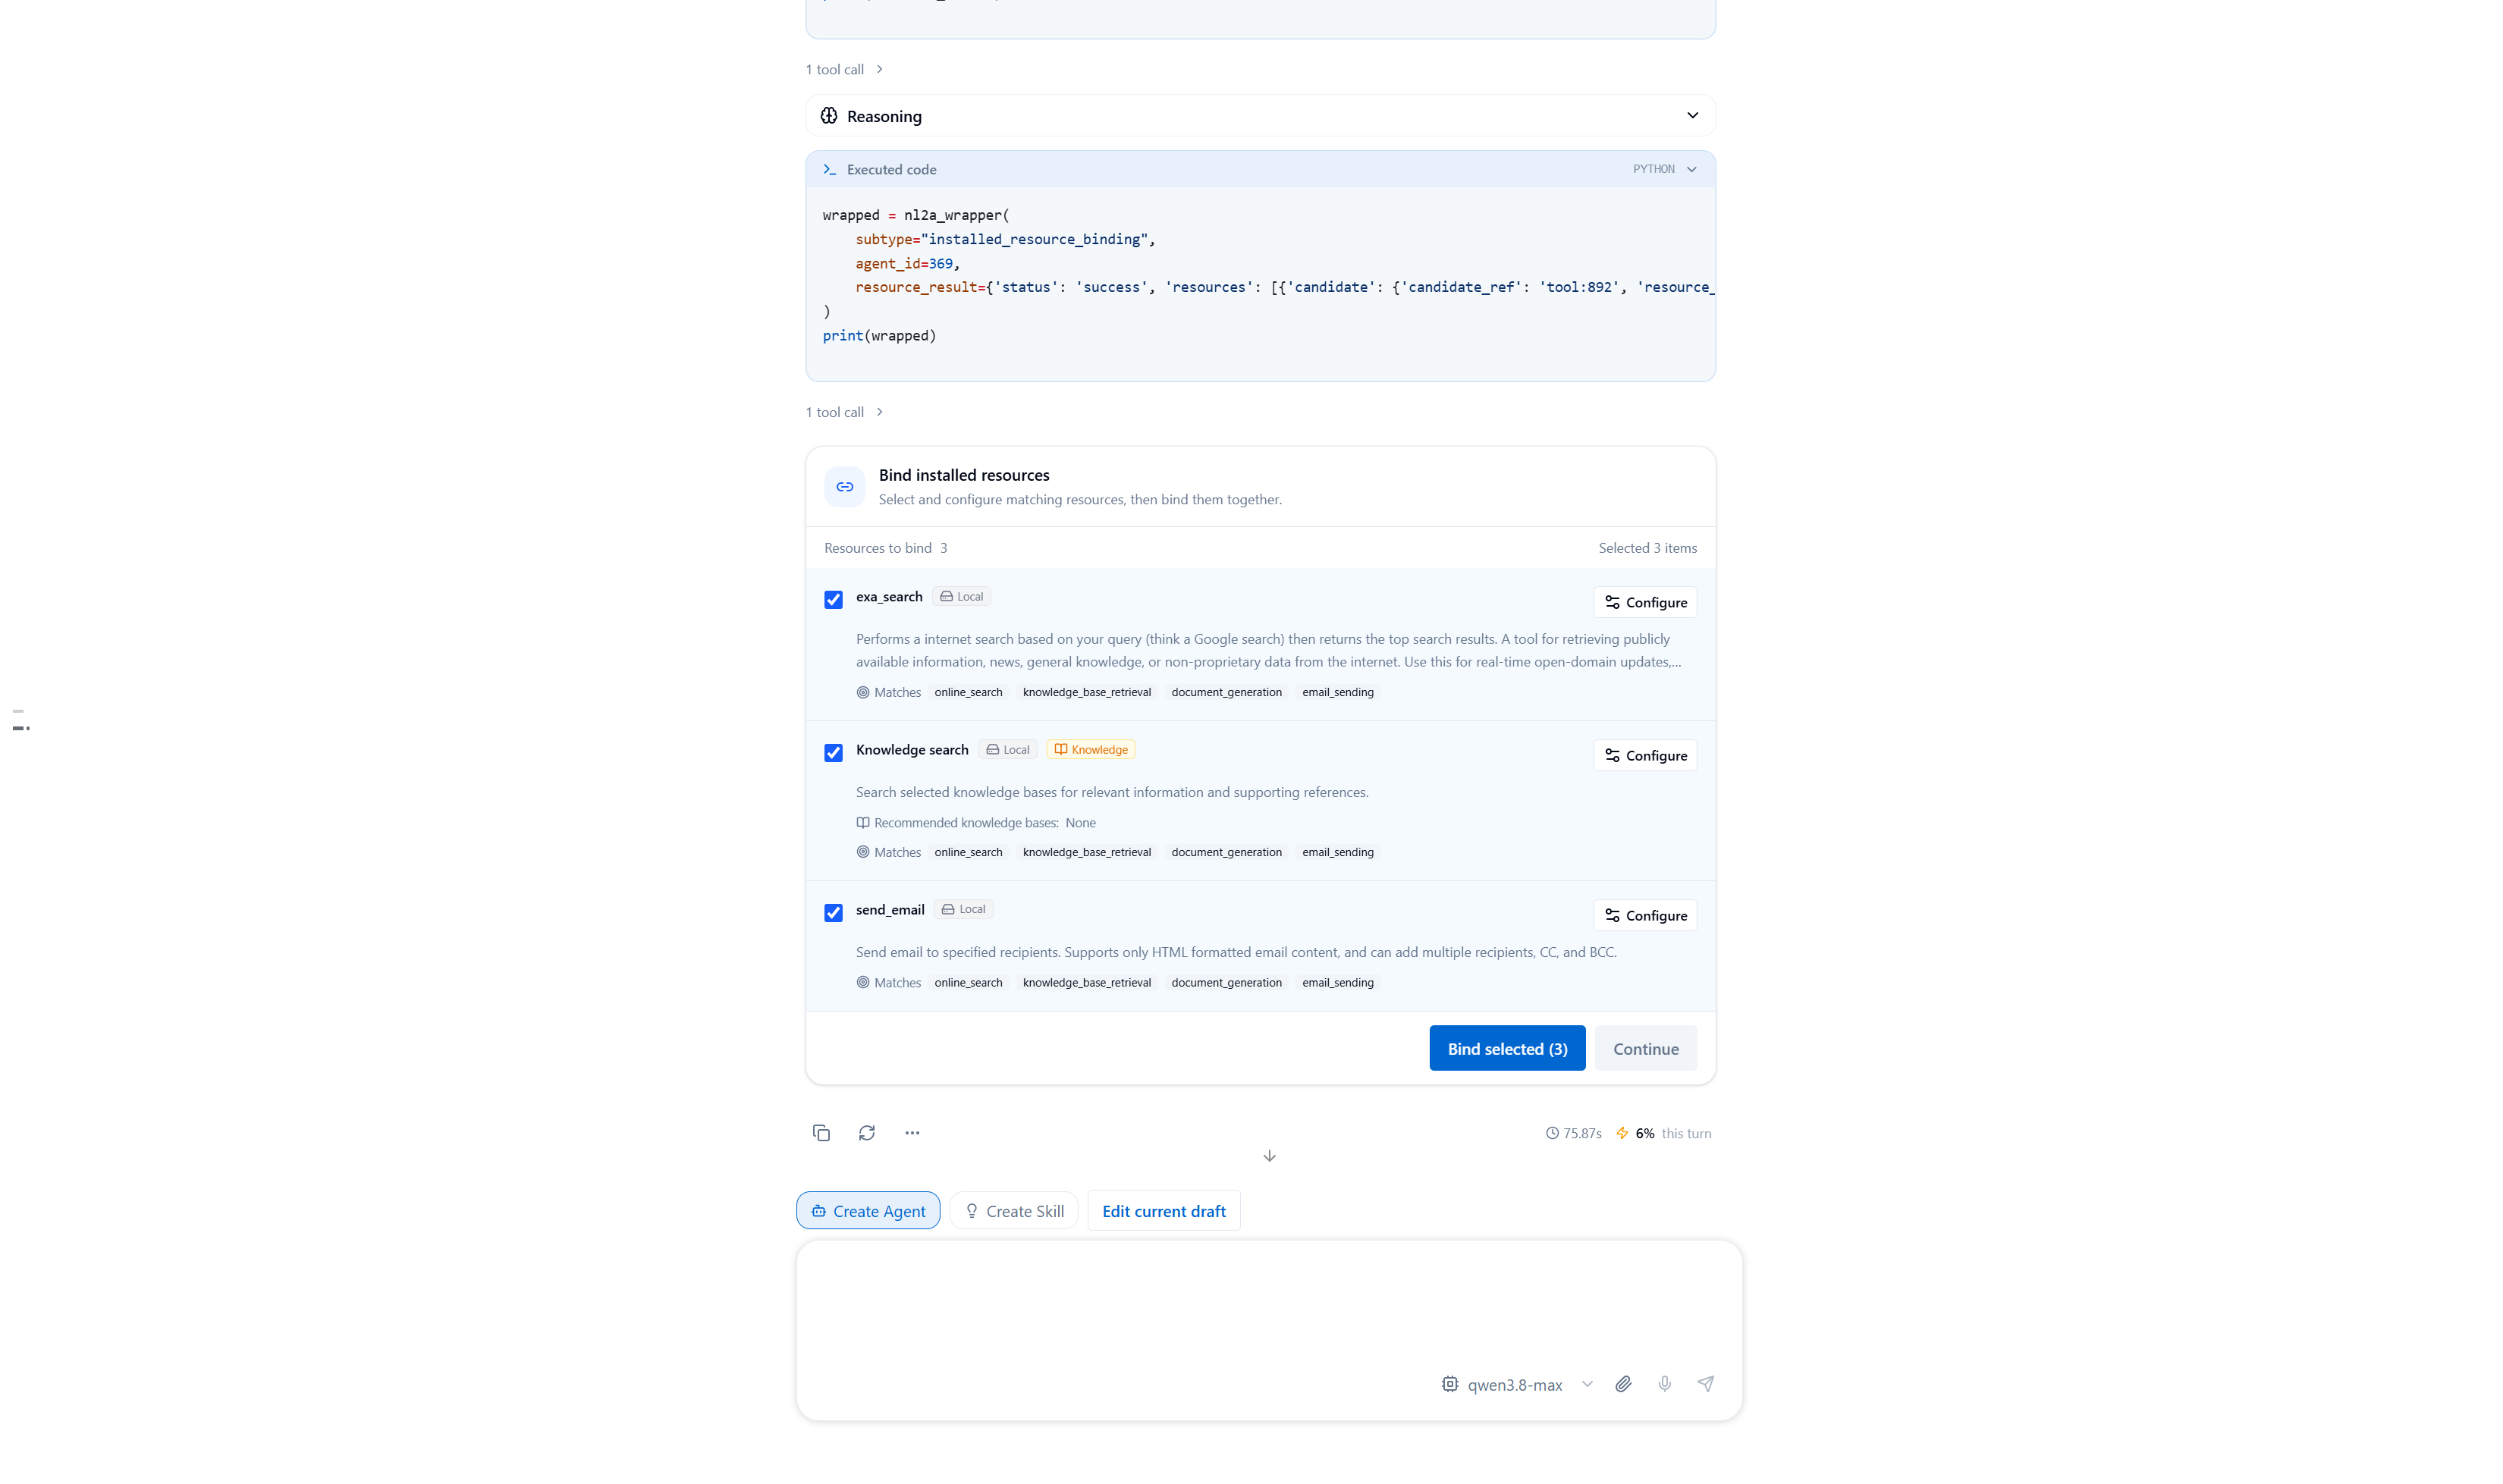 1 tool call
Reasoning
Executed code
PYTHON
wrapped = nl2a_wrapper(
    subtype="installed_resource_binding",
    agent_id=369,
    resource_result={'status': 'success', 'resources': [{'candidate': {'candidate_ref': 'tool:892', 'resource_
)
print(wrapped)
1 tool call
Bind installed resources
Select and configure matching resources, then bind them together.
Resources to bind 3
Selected 3 items
exa_search Local
Configure
Performs a internet search based on your query (think a Google search) then returns the top search results. A tool for retrieving publicly
available information, news, general knowledge, or non-proprietary data from the internet. Use this for real-time open-domain updates,...
Matches online_search knowledge_base_retrieval document_generation email_sending
Knowledge search Local Knowledge
Configure
Search selected knowledge bases for relevant information and supporting references.
Recommended knowledge bases: None
Matches online_search knowledge_base_retrieval document_generation email_sending
send_email Local
Configure
Send email to specified recipients. Supports only HTML formatted email content, and can add multiple recipients, CC, and BCC.
Matches online_search knowledge_base_retrieval document_generation email_sending
Bind selected (3) Continue
75.87s 6% this turn
Create Agent Create Skill Edit current draft
qwen3.8-max